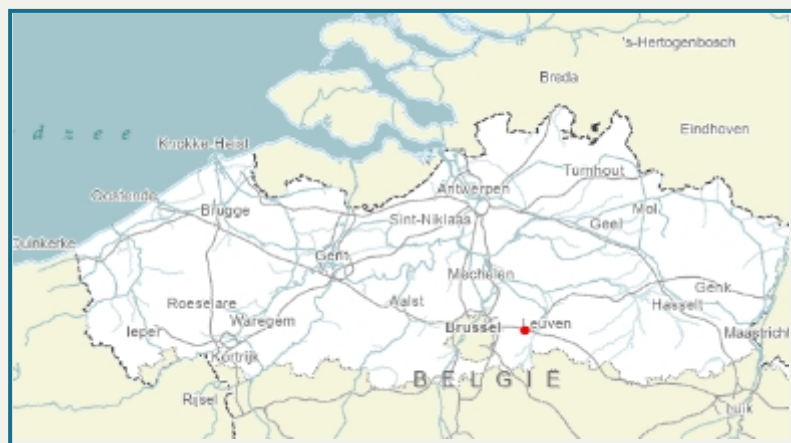 's-Hertogenbosch
Breda
d z e e
Eindhoven
Knokke-Heist
Turnhout
Oostende
Antwerpen
Mol
Brugge
Sint-Niklaas
Geel
Duinkerke
Gent
Mechelen
Genk
Roeselare
Aalst
Hasselt
Waregem
Ieper
Brussel
Leuven
Maastricht
Kortrijk
BELGIË
Rijsel
Luik